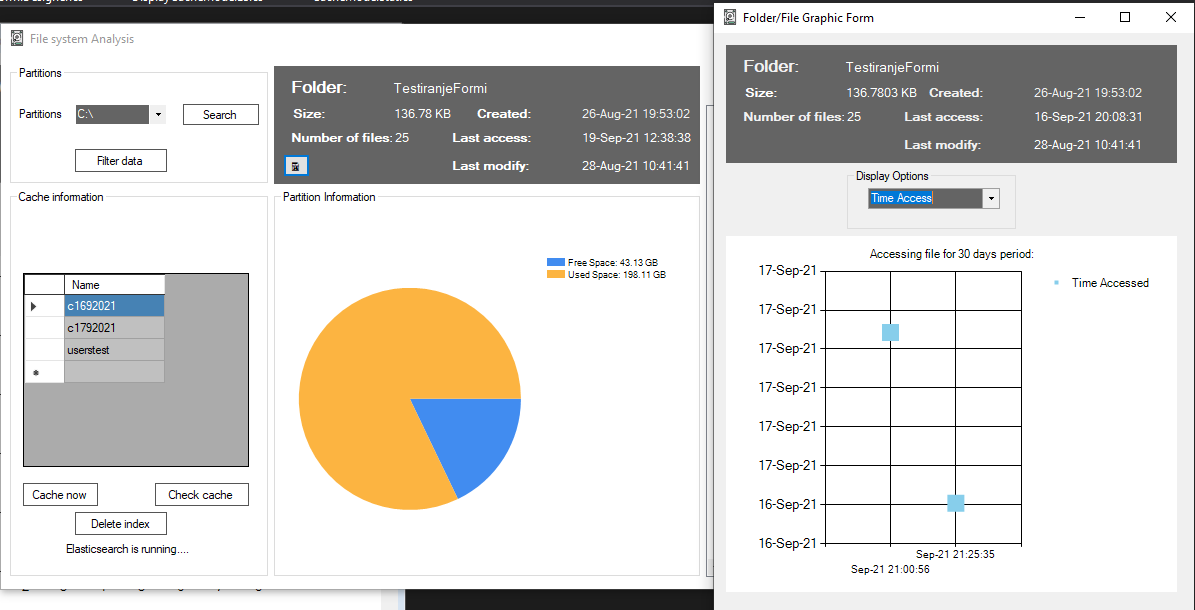 File system Analysis
Partitions
Partitions C:\ Search
Filter data
Cache information
Name
c1692021
c1792021
userstest
Cache now Check cache
Delete index
Elasticsearch is running....
Folder: TestiranjeFormi
Size: 136.78 KB Created: 26-Aug-21 19:53:02
Number of files: 25 Last access: 19-Sep-21 12:38:38
Last modify: 28-Aug-21 10:41:41
Partition Information
Free Space: 43.13 GB
Used Space: 198.11 GB
Folder/File Graphic Form
Folder: TestiranjeFormi
Size: 136.7803 KB Created: 26-Aug-21 19:53:02
Number of files: 25 Last access: 16-Sep-21 20:08:31
Last modify: 28-Aug-21 10:41:41
Display Options
Time Access
Accessing file for 30 days period:
17-Sep-21
17-Sep-21
17-Sep-21
17-Sep-21
17-Sep-21
17-Sep-21
16-Sep-21
16-Sep-21
Time Accessed
Sep-21 21:25:35
Sep-21 21:00:56